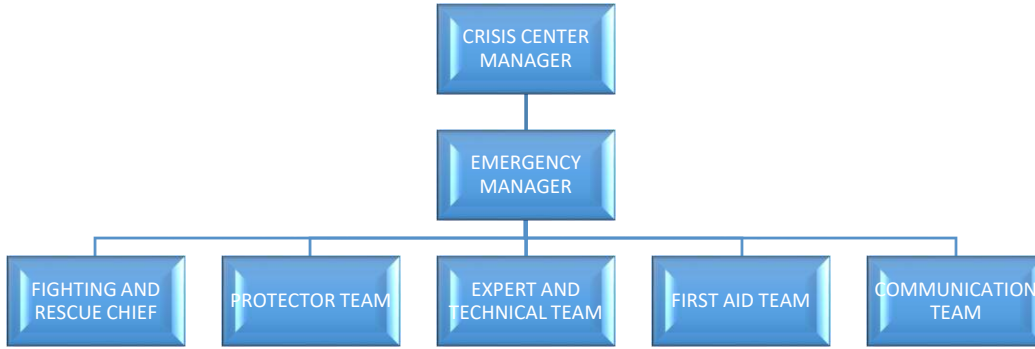 CRISIS CENTER
MANAGER
EMERGENCY
MANAGER
FIGHTING AND
RESCUE CHIEF
PROTECTOR TEAM
EXPERT AND
TECHNICAL TEAM
FIRST AID TEAM
COMMUNICATION
TEAM